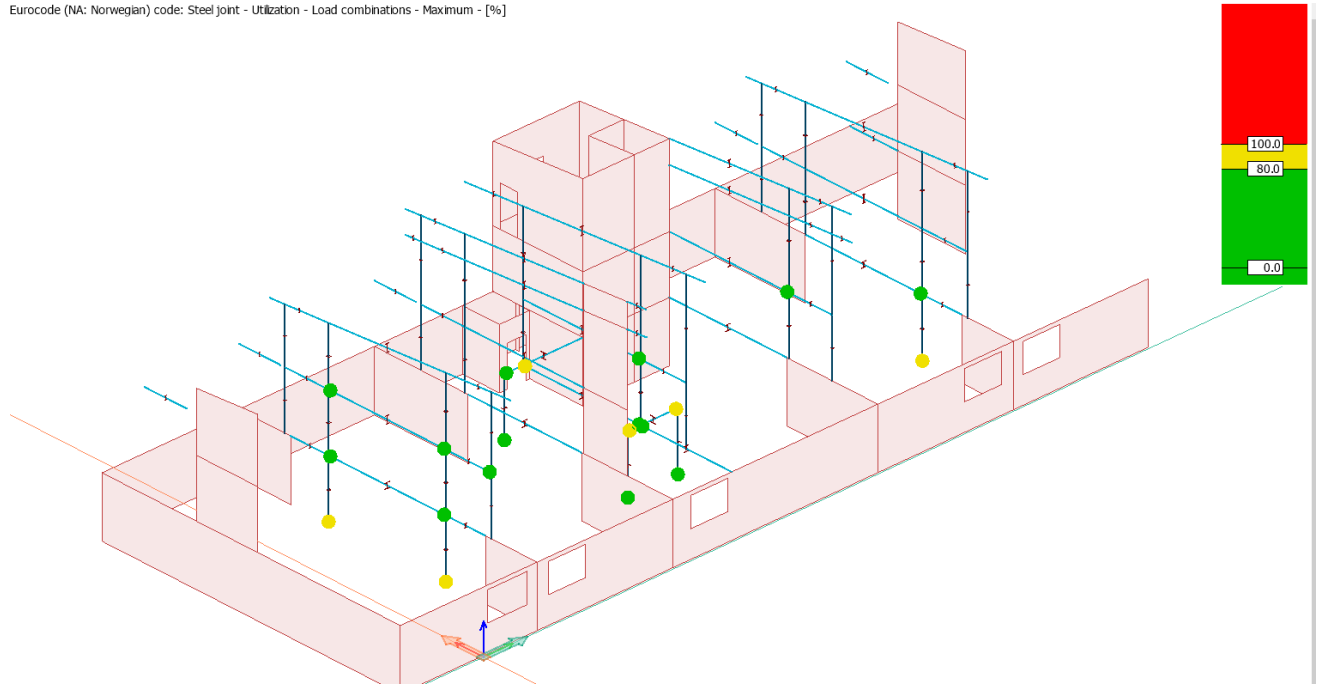 Eurocode (NA: Norwegian) code: Steel joint - Utilization - Load combinations - Maximum - [%]
100.0
80.0
0.0